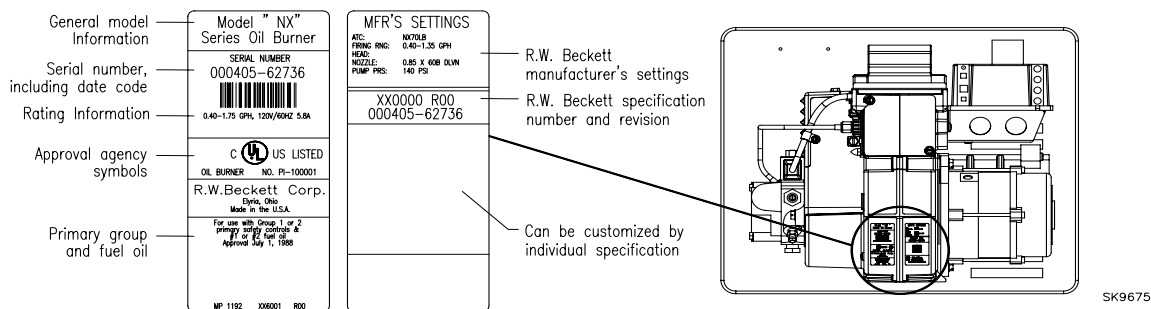 General model
Information
Serial number,
including date code
Rating Information
Approval agency
symbols
Primary group
and fuel oil
Model " NX"
Series Oil Burner
SERIAL NUMBER
000405-62736
0.40-1.75 GPH, 120V/60HZ 5.8A
C UL US LISTED
OIL BURNER NO. PI-100001
R.W.Beckett Corp.
Elyria, Ohio
Made in the U.S.A.
For use with Group 1 or 2
primary safety controls &
#1 or #2 fuel oil
Approval July 1, 1988
MP 1192 XX6001 R00
MFR'S SETTINGS
ATC: NX70LB
FIRING RNG: 0.40-1.35 GPH
HEAD:
NOZZLE: 0.85 X 60B DLVN
PUMP PRS: 140 PSI
XX0000 R00
000405-62736
R.W. Beckett
manufacturer's settings
R.W. Beckett specification
number and revision
Can be customized by
individual specification
SK9675